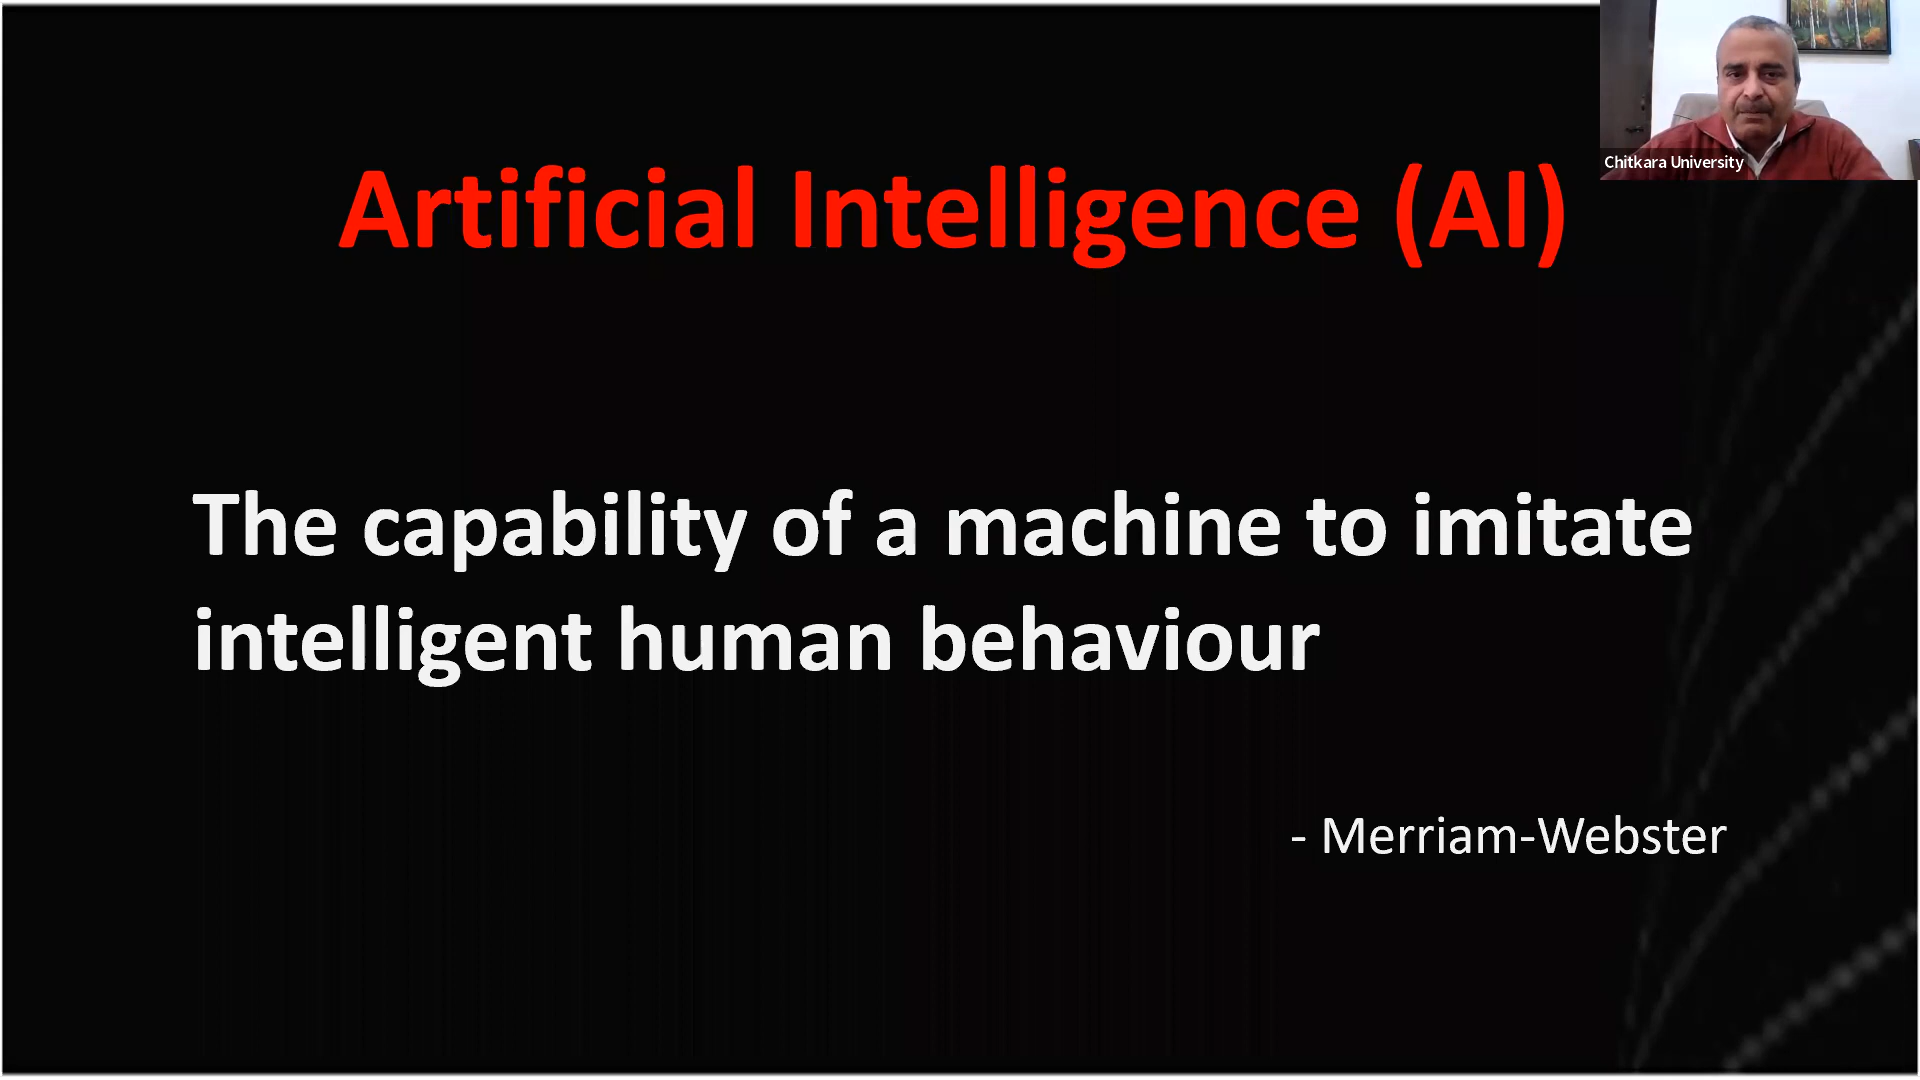 Artificial Intelligence (AI)
Chitkara University
The capability of a machine to imitate
intelligent human behaviour
- Merriam-Webster